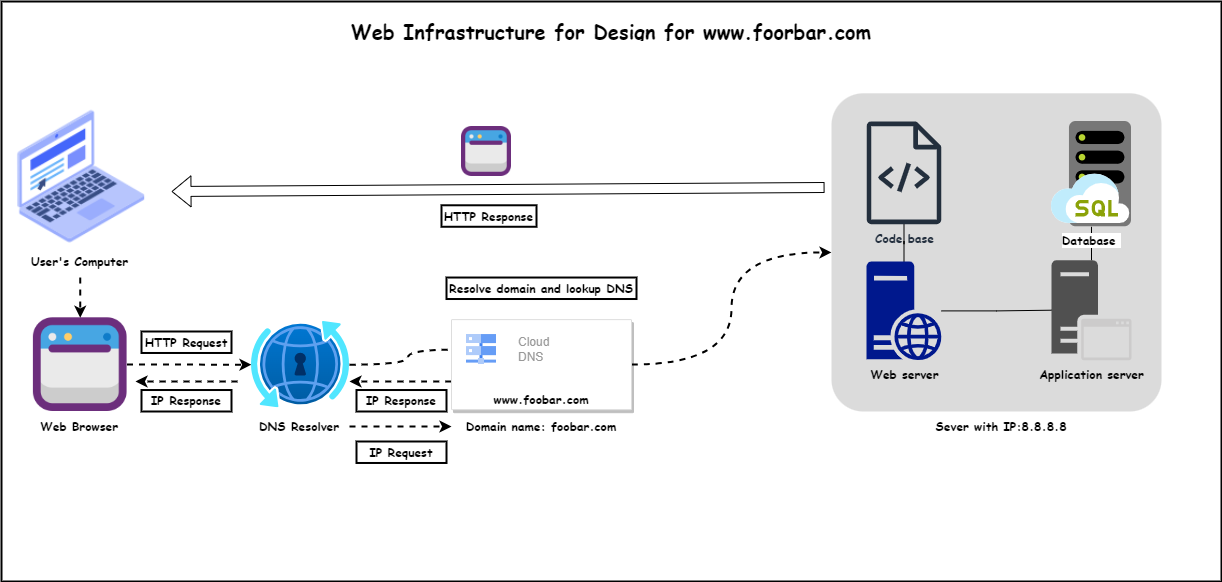 Web Infrastructure for Design for www.foorbar.com
HTTP Response
SQL
Code base
Database
User's Computer
Resolve domain and lookup DNS
HTTP Request
Cloud
DNS
IP Response
IP Response
www.foobar.com
Web server
Application server
Web Browser
DNS Resolver
Domain name: foobar.com
Sever with IP:8.8.8.8
IP Request